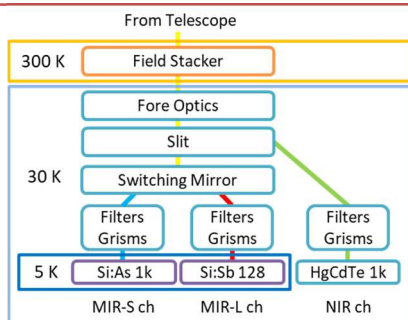 From Telescope
300 K
Field Stacker
Fore Optics
Slit
30 K
Switching Mirror
Filters
Grisms
Filters
Grisms
Filters
Grisms
5 K
Si:As 1k
Si:Sb 128
HgCdTe 1k
MIR-S ch
MIR-L ch
NIR ch